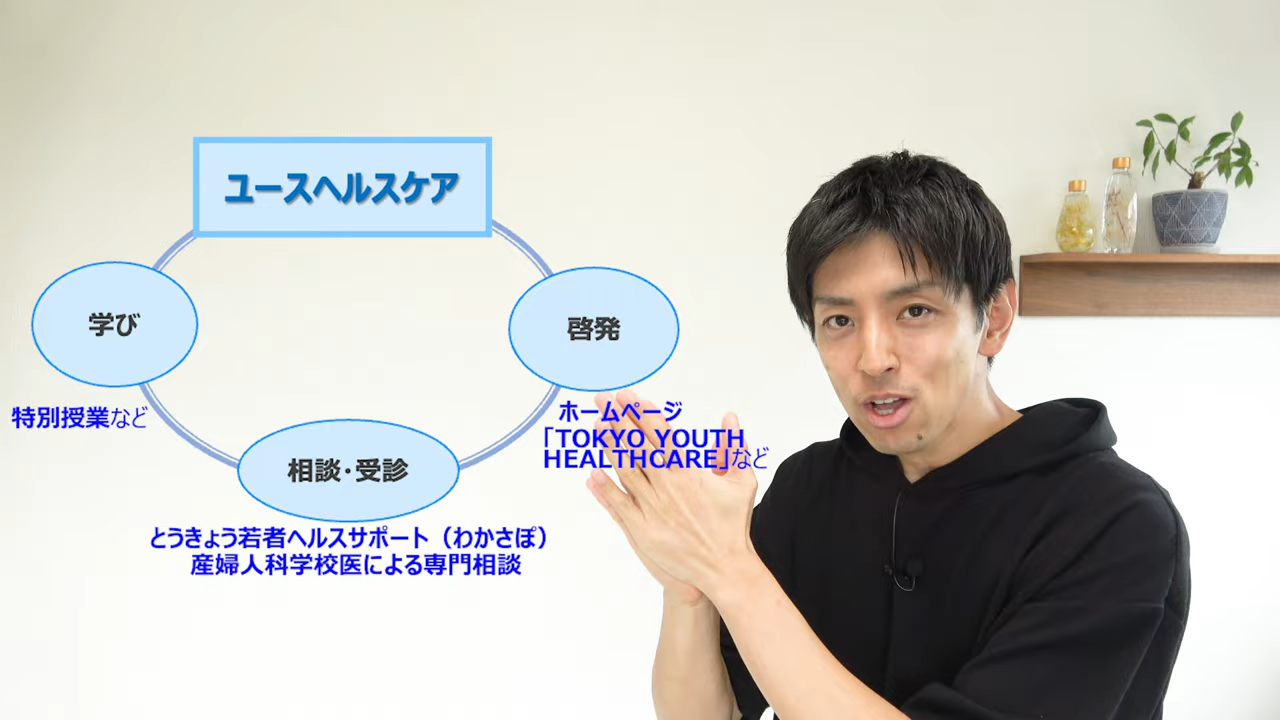 ユースヘルスケア
学び
啓発
特別授業など
ホームページ
「TOKYO YOUTH
HEALTHCARE」など
相談・受診
とうきょう若者ヘルスサポート（わかさぽ）
産婦人科学校医による専門相談